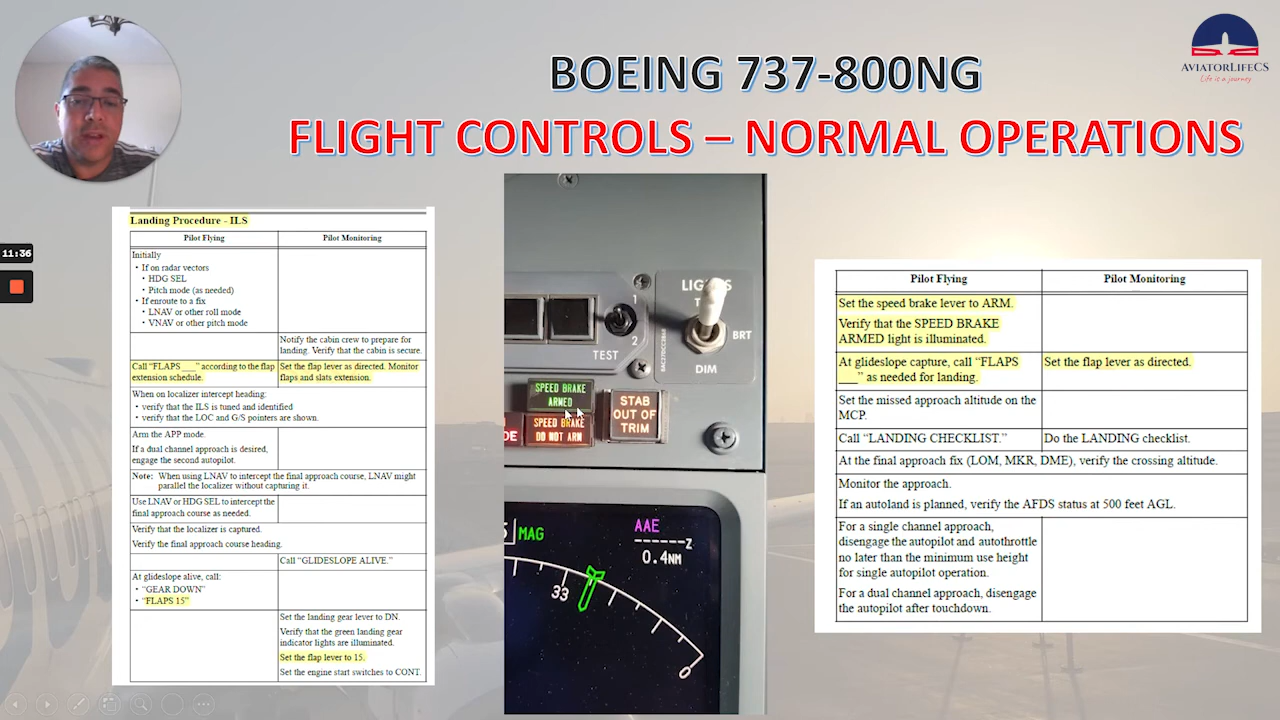 BOEING 737-800NG
FLIGHT CONTROLS – NORMAL OPERATIONS
AVIATORLIFECS
Life is a journey
11:36
Landing Procedure - ILS
Pilot Flying
Pilot Monitoring
Initially
• If on radar vectors
• HDG SEL
• Pitch mode (as needed)
• If enroute to a fix
• LNAV or other roll mode
• VNAV or other pitch mode
Notify the cabin crew to prepare for
landing. Verify that the cabin is secure.
Call “FLAPS ___” according to the flap
extension schedule.
Set the flap lever as directed. Monitor
flaps and slats extension.
When on localizer intercept heading:
• verify that the ILS is tuned and identified
• verify that the LOC and G/S pointers are shown.
Arm the APP mode.
If a dual channel approach is desired,
engage the second autopilot.
Note: When using LNAV to intercept the final approach course, LNAV might
parallel the localizer without capturing it.
Use LNAV or HDG SEL to intercept the
final approach course as needed.
Verify that the localizer is captured.
Verify the final approach course heading.
Call “GLIDESLOPE ALIVE.”
At glideslope alive, call:
• “GEAR DOWN”
• “FLAPS 15”
Set the landing gear lever to DN.
Verify that the green landing gear
indicator lights are illuminated.
Set the flap lever to 15.
Set the engine start switches to CONT.
1
2
TEST
LIGHTS
BRT
DIM
SPEED BRAKE
ARMED
SPEED BRAKE
DO NOT ARM
STAB
OUT OF
TRIM
MAG
AAE
------Z
0.4NM
33
0
Pilot Flying
Pilot Monitoring
Set the speed brake lever to ARM.
Verify that the SPEED BRAKE
ARMED light is illuminated.
At glideslope capture, call “FLAPS
___” as needed for landing.
Set the flap lever as directed.
Set the missed approach altitude on the
MCP.
Call “LANDING CHECKLIST.”
Do the LANDING checklist.
At the final approach fix (LOM, MKR, DME), verify the crossing altitude.
Monitor the approach.
If an autoland is planned, verify the AFDS status at 500 feet AGL.
For a single channel approach,
disengage the autopilot and autothrottle
no later than the minimum use height
for single autopilot operation.
For a dual channel approach, disengage
the autopilot after touchdown.